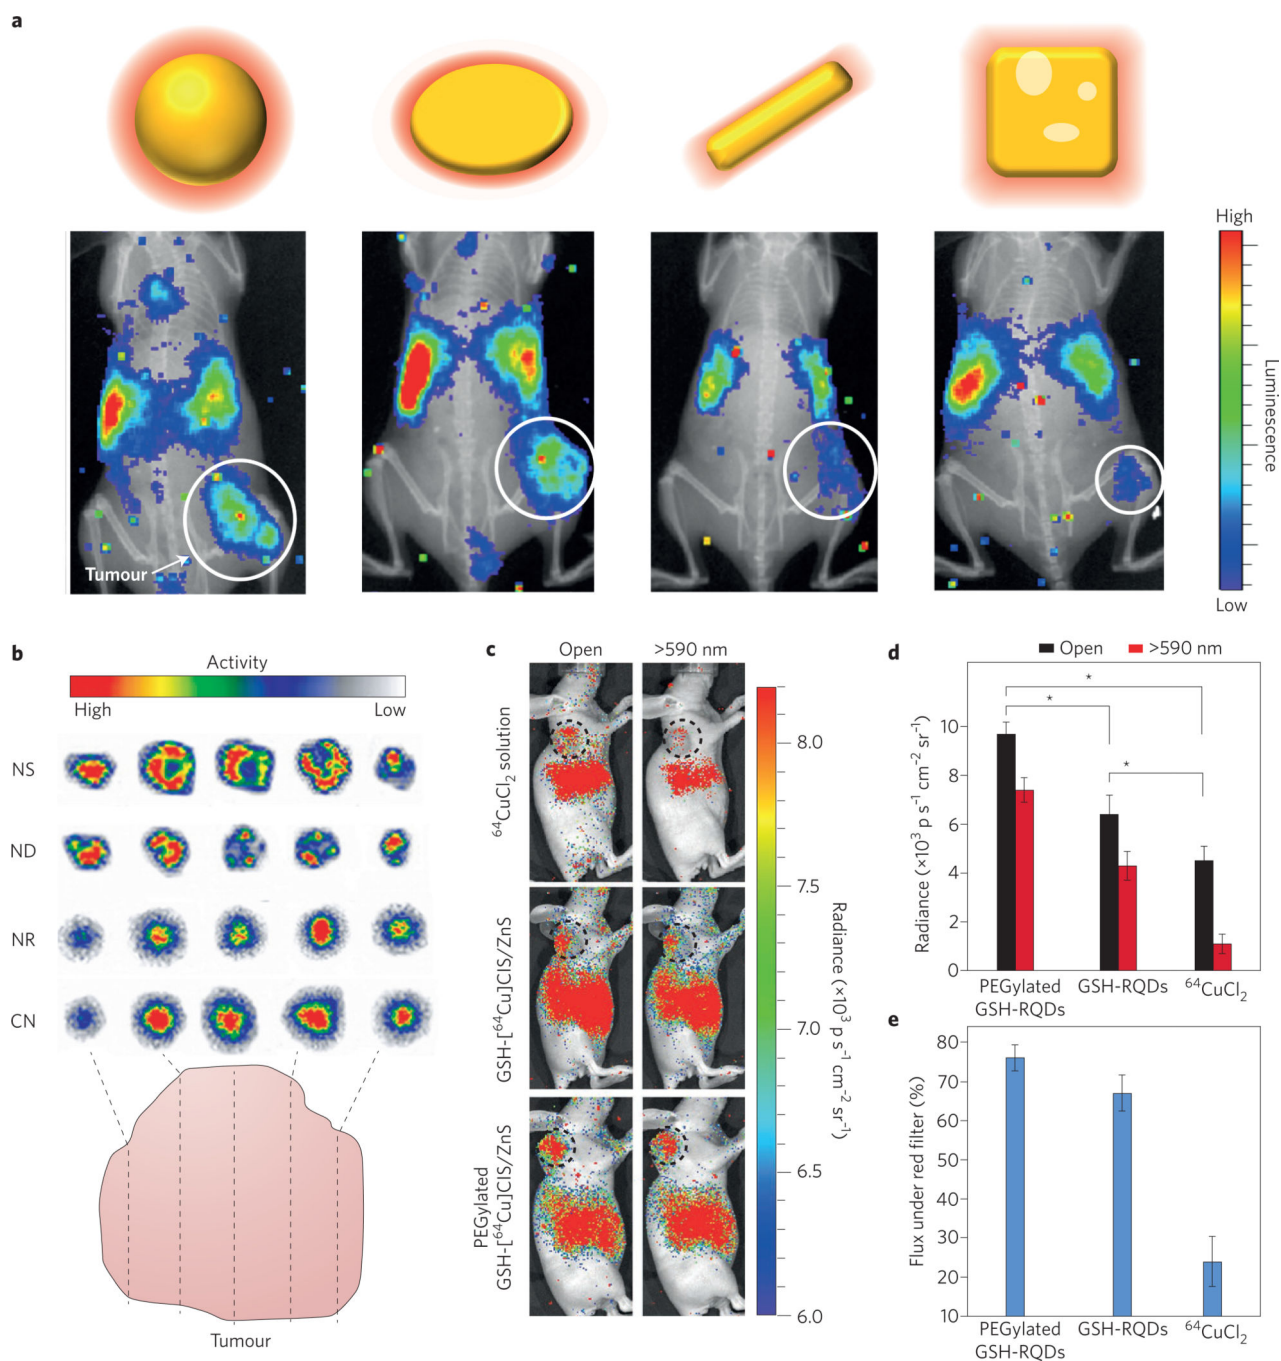 a
High
Luminescence
Low
Tumour
b
Activity
High
Low
NS
ND
NR
CN
Tumour
c
Open
>590 nm
⁶⁴CuCl₂ solution
GSH-[⁶⁴Cu]CIS/ZnS
PEGylated
GSH-[⁶⁴Cu]CIS/ZnS
8.0
7.5
7.0
6.5
6.0
Radiance (×10³ p s⁻¹ cm⁻² sr⁻¹)
d
Open
>590 nm
*
*
*
Radiance (×10³ p s⁻¹ cm⁻² sr⁻¹)
10
8
6
4
2
0
PEGylated
GSH-RQDs
GSH-RQDs
⁶⁴CuCl₂
e
Flux under red filter (%)
80
70
60
50
40
30
20
10
PEGylated
GSH-RQDs
GSH-RQDs
⁶⁴CuCl₂